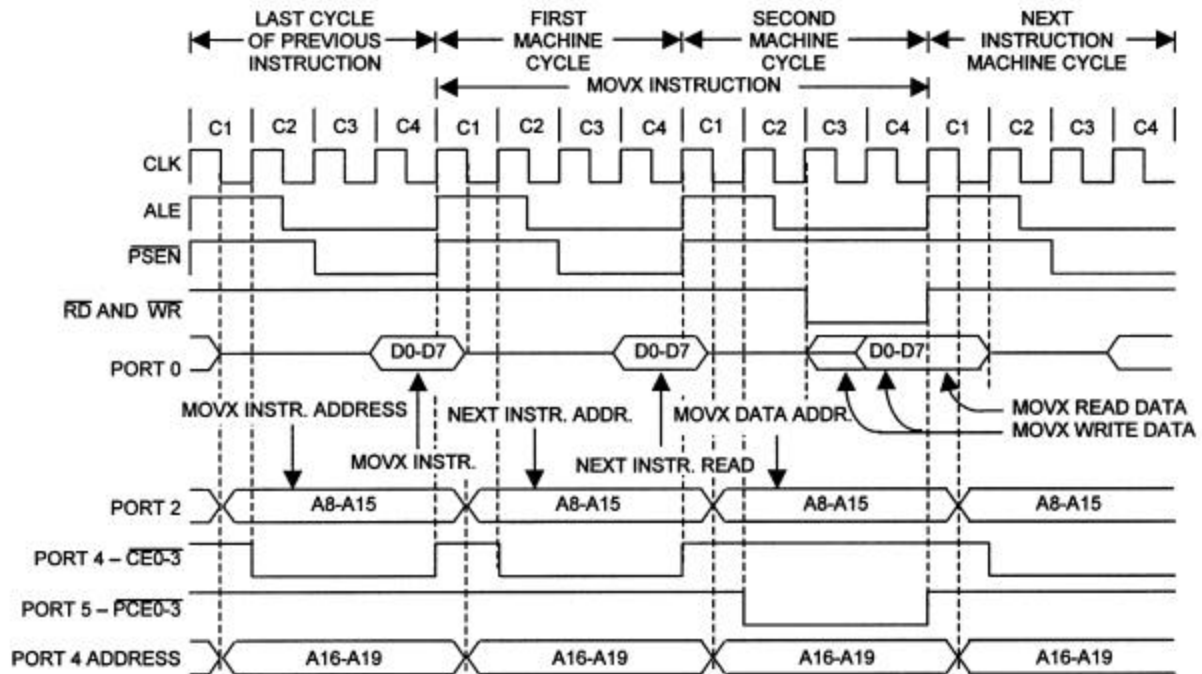 LAST CYCLE
OF PREVIOUS
INSTRUCTION
FIRST
MACHINE
CYCLE
SECOND
MACHINE
CYCLE
NEXT
INSTRUCTION
MACHINE CYCLE
MOVX INSTRUCTION
C1 C2 C3 C4 C1 C2 C3 C4 C1 C2 C3 C4 C1 C2 C3 C4
CLK
ALE
PSEN
RD AND WR
PORT 0 D0-D7 D0-D7 D0-D7
MOVX INSTR. ADDRESS NEXT INSTR. ADDR. MOVX DATA ADDR. MOVX READ DATA
MOVX WRITE DATA
MOVX INSTR. NEXT INSTR. READ
PORT 2 A8-A15 A8-A15 A8-A15 A8-A15
PORT 4 – CE0-3
PORT 5 – PCE0-3
PORT 4 ADDRESS A16-A19 A16-A19 A16-A19 A16-A19